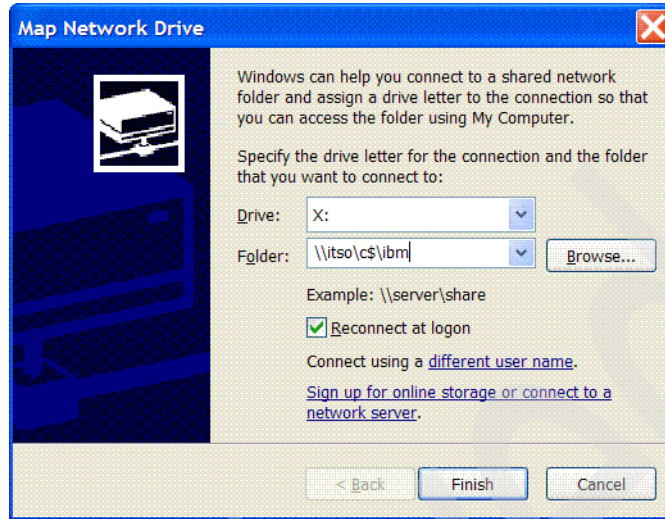 Map Network Drive
Windows can help you connect to a shared network
folder and assign a drive letter to the connection so that
you can access the folder using My Computer.
Specify the drive letter for the connection and the folder
that you want to connect to:
Drive: X:
Folder: \\itso\c$\ibm Browse...
Example: \\server\share
Reconnect at logon
Connect using a different user name.
Sign up for online storage or connect to a
network server.
< Back Finish Cancel